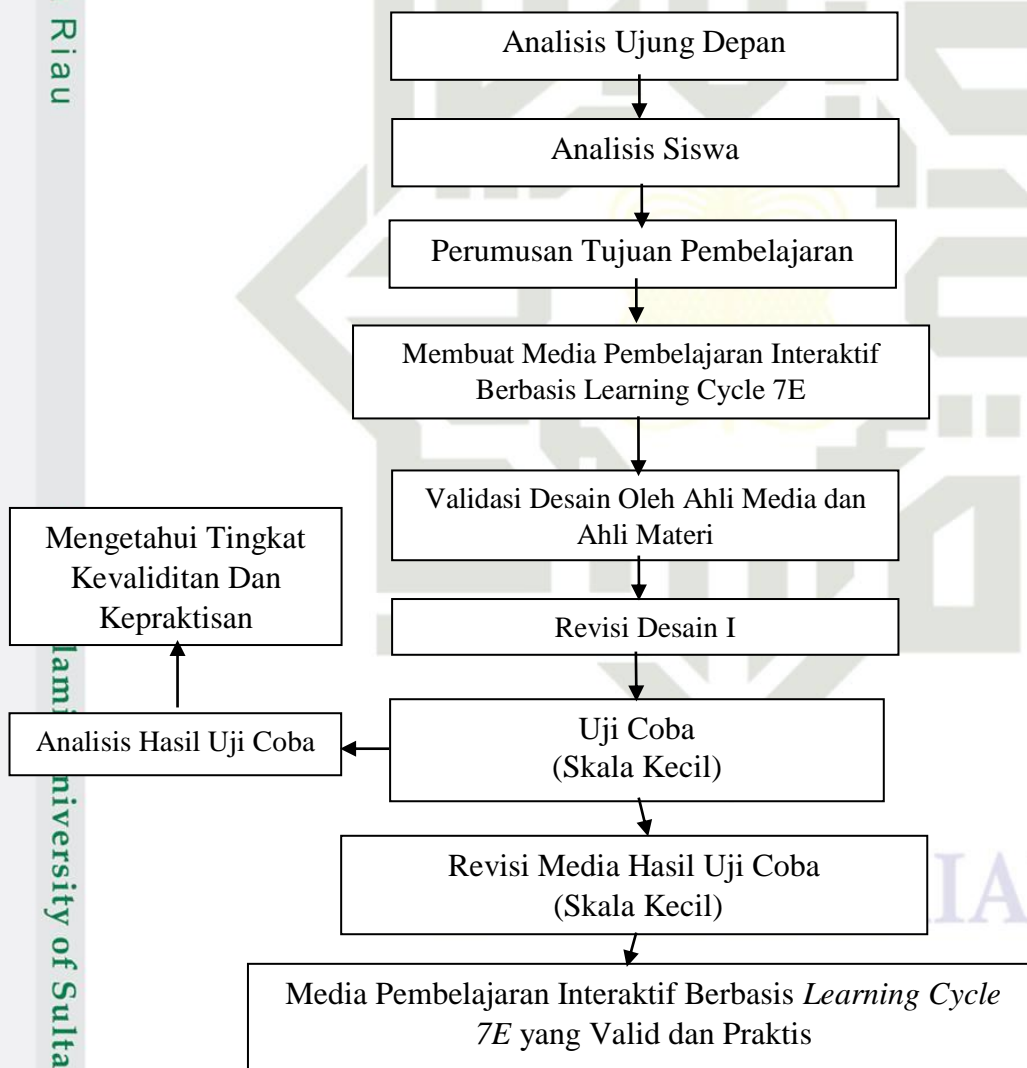 Riau
Analisis Ujung Depan
Analisis Siswa
Perumusan Tujuan Pembelajaran
Membuat Media Pembelajaran Interaktif
Berbasis Learning Cycle 7E
Validasi Desain Oleh Ahli Media dan
Ahli Materi
Revisi Desain I
Uji Coba
(Skala Kecil)
Analisis Hasil Uji Coba
Mengetahui Tingkat
Kevaliditan Dan
Kepraktisan
Revisi Media Hasil Uji Coba
(Skala Kecil)
Media Pembelajaran Interaktif Berbasis Learning Cycle
7E yang Valid dan Praktis
of